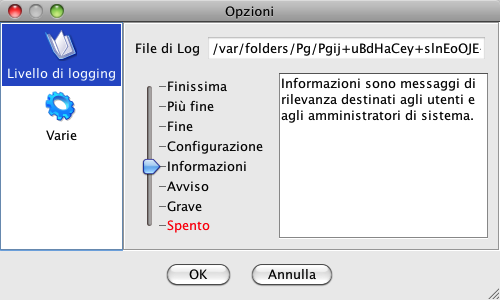 Opzioni
Livello di logging
Varie
File di Log /var/folders/Pg/Pgij+uBdHaCey+slnEoOJE
Finissima
Più fine
Fine
Configurazione
Informazioni
Avviso
Grave
Spento
Informazioni sono messaggi di
rilevanza destinati agli utenti e
agli amministratori di sistema.
OK Annulla